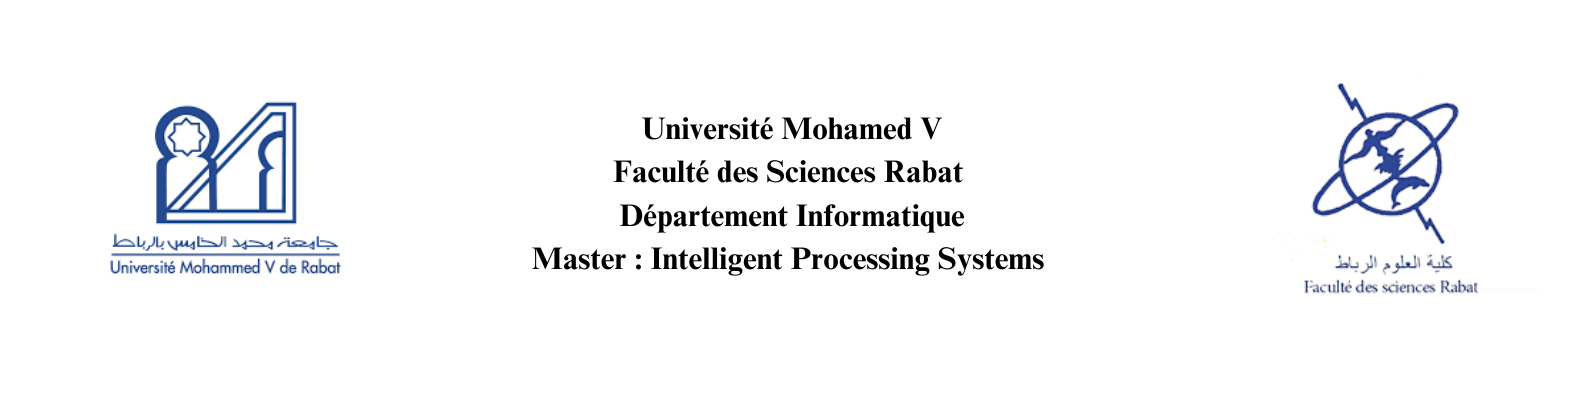 جامعة محمد الخامس بالرباط
Université Mohammed V de Rabat
Université Mohamed V
Faculté des Sciences Rabat
Département Informatique
Master : Intelligent Processing Systems
كلية العلوم الرباط
Faculté des sciences Rabat